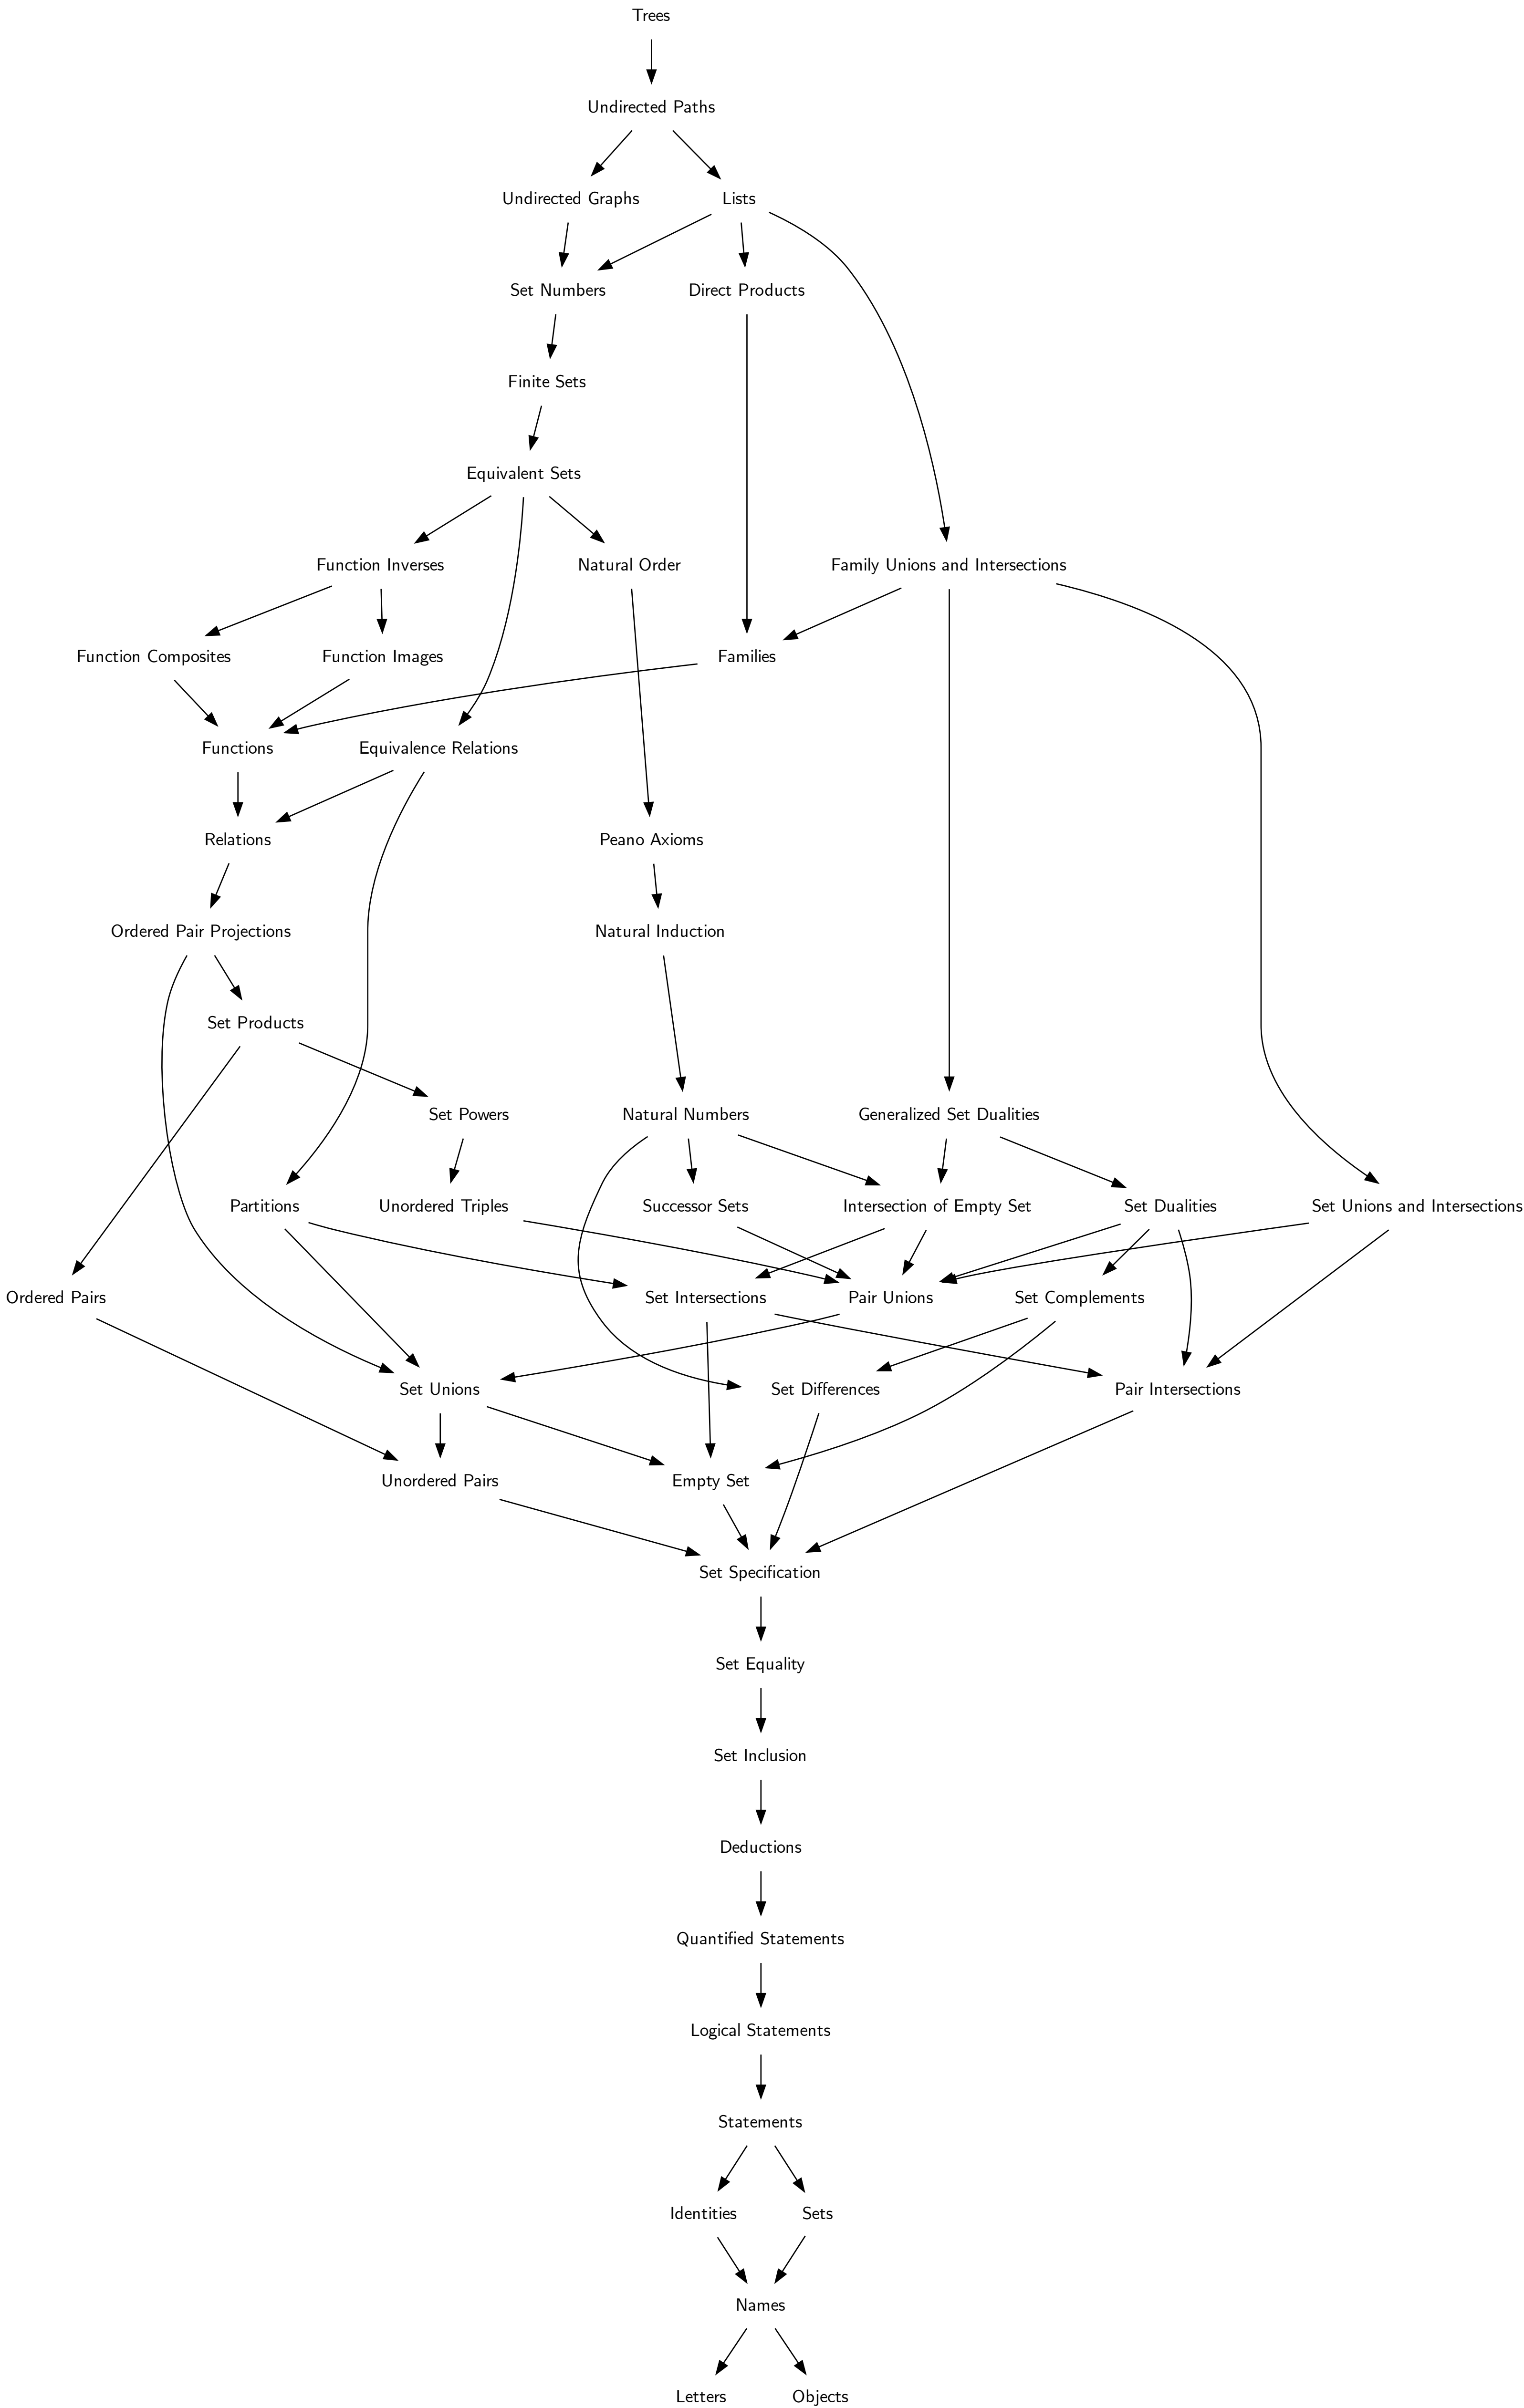 Trees
Undirected Paths
Undirected Graphs
Lists
Set Numbers
Direct Products
Finite Sets
Equivalent Sets
Function Inverses
Natural Order
Family Unions and Intersections
Function Composites
Function Images
Families
Functions
Equivalence Relations
Relations
Peano Axioms
Ordered Pair Projections
Natural Induction
Set Products
Set Powers
Natural Numbers
Generalized Set Dualities
Partitions
Unordered Triples
Successor Sets
Intersection of Empty Set
Set Dualities
Set Unions and Intersections
Ordered Pairs
Set Intersections
Pair Unions
Set Complements
Set Unions
Set Differences
Pair Intersections
Unordered Pairs
Empty Set
Set Specification
Set Equality
Set Inclusion
Deductions
Quantified Statements
Logical Statements
Statements
Identities
Sets
Names
Letters
Objects